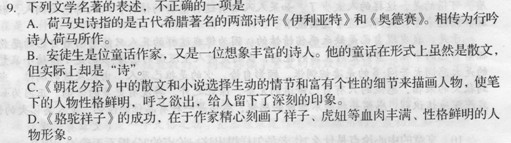 9. 下列文学名著的表述，不正确的一项是
A. 荷马史诗指的是古代希腊著名的两部诗作《伊利亚特》和《奥德赛》。相传为行吟
诗人荷马所作。
B. 安徒生是位童话作家，又是一位想象丰富的诗人。他的童话在形式上虽然是散文，
但实际上却是“诗”。
C.《朝花夕拾》中的散文和小说选择生动的情节和富有个性的细节来描画人物，使笔
下的人物性格鲜明，呼之欲出，给人留下了深刻的印象。
D.《骆驼祥子》的成功，在于作家精心刻画了祥子、虎妞等血肉丰满、性格鲜明的人
物形象。